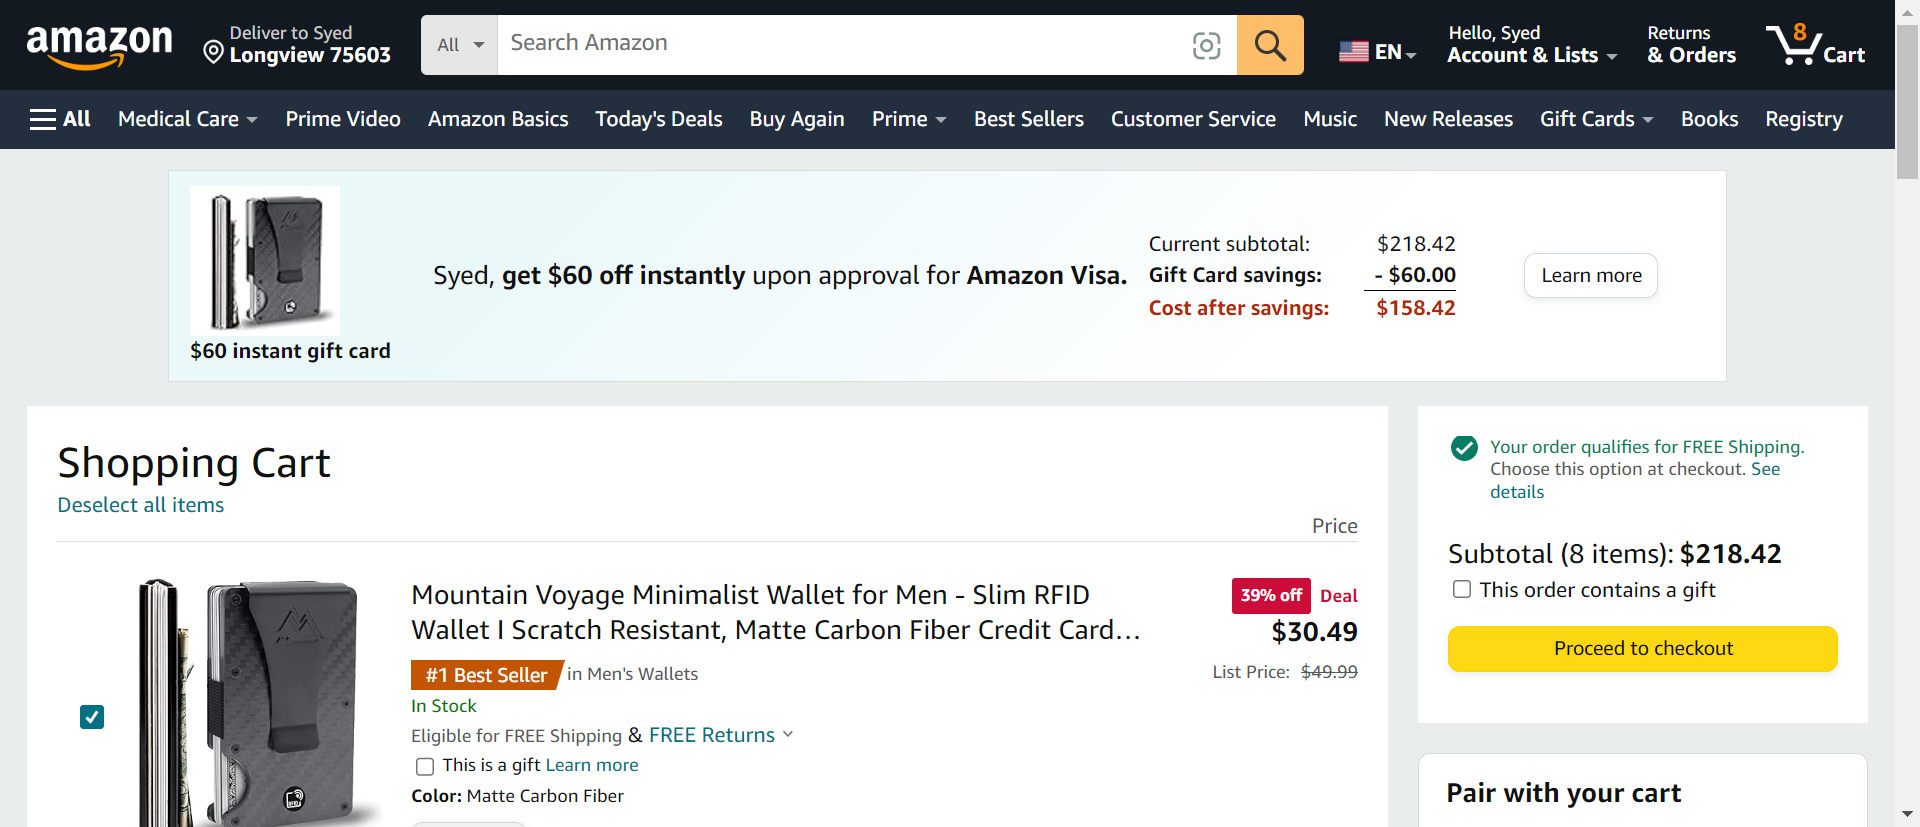 amazon
Deliver to Syed
Longview 75603
All
Search Amazon
EN
Hello, Syed
Account & Lists
Returns
& Orders
8
Cart
All
Medical Care
Prime Video
Amazon Basics
Today's Deals
Buy Again
Prime
Best Sellers
Customer Service
Music
New Releases
Gift Cards
Books
Registry
$60 instant gift card
Syed, get $60 off instantly upon approval for Amazon Visa.
Current subtotal: $218.42
Gift Card savings: - $60.00
Cost after savings: $158.42
Learn more
Shopping Cart
Deselect all items
Price
Mountain Voyage Minimalist Wallet for Men - Slim RFID
Wallet I Scratch Resistant, Matte Carbon Fiber Credit Card…
#1 Best Seller in Men's Wallets
In Stock
Eligible for FREE Shipping & FREE Returns
This is a gift Learn more
Color: Matte Carbon Fiber
39% off Deal
$30.49
List Price: $49.99
Your order qualifies for FREE Shipping.
Choose this option at checkout. See
details
Subtotal (8 items): $218.42
This order contains a gift
Proceed to checkout
Pair with your cart